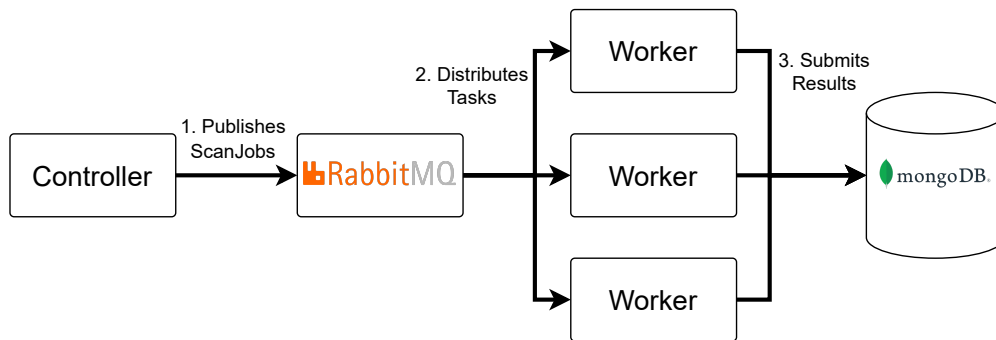 Controller
1. Publishes
ScanJobs
RabbitMQ
2. Distributes
Tasks
Worker
Worker
Worker
3. Submits
Results
mongoDB